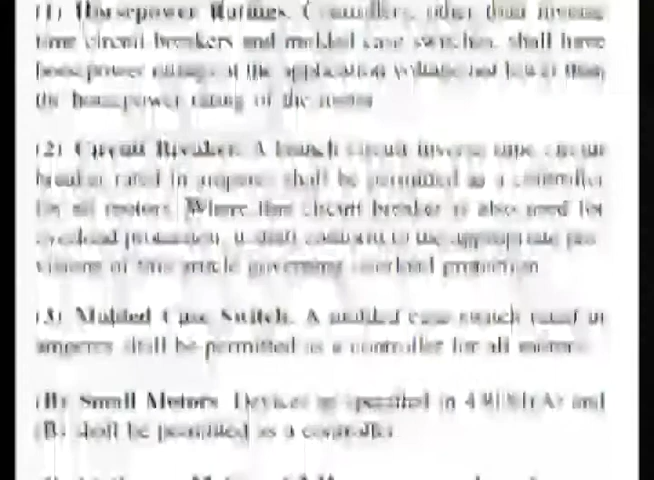 (1) Horsepower Ratings. Controllers, other than inverse
time circuit breakers and molded case switches, shall have
horsepower ratings at the application voltage not lower than
the horsepower rating of the motor.
(2) Circuit Breaker. A branch circuit inverse time circuit
breaker rated in amperes shall be permitted as a controller
for all motors. Where this circuit breaker is also used for
overload protection, it shall conform to the appropriate pro-
visions of this article governing overload protection.
(3) Molded Case Switch. A molded case switch rated in
amperes shall be permitted as a controller for all motors.
(B) Small Motors. Devices as specified in 430.81(A) and
(B) shall be permitted as a controller.